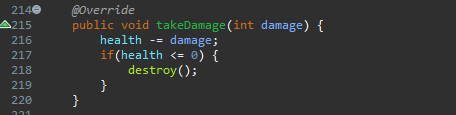 214 @Override
215 public void takeDamage(int damage) {
216 health -= damage;
217 if(health <= 0) {
218 destroy();
219 }
220 }
221